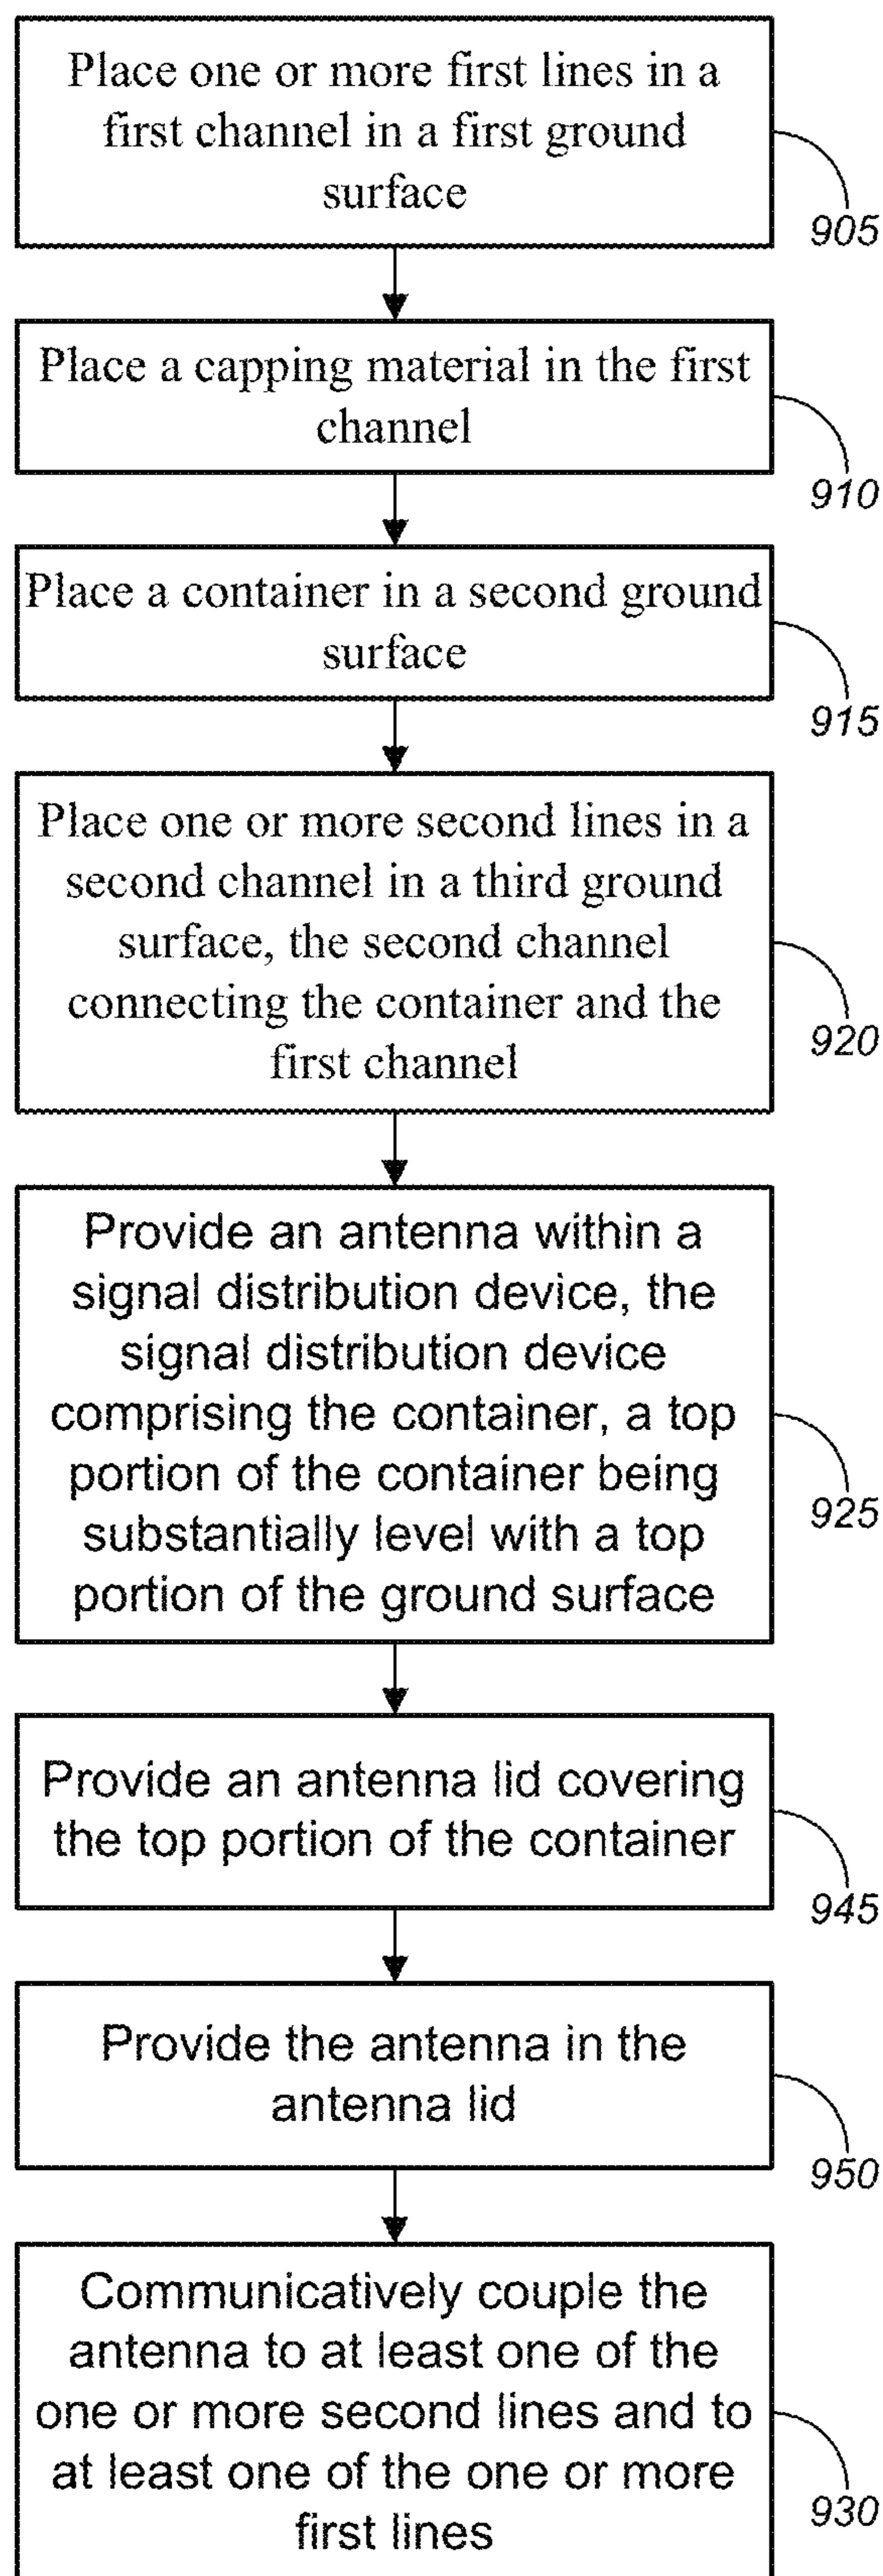 Place one or more first lines in a
first channel in a first ground
surface
905
Place a capping material in the first
channel
910
Place a container in a second ground
surface
915
Place one or more second lines in a
second channel in a third ground
surface, the second channel
connecting the container and the
first channel
920
Provide an antenna within a
signal distribution device, the
signal distribution device
comprising the container, a top
portion of the container being
substantially level with a top
portion of the ground surface
925
Provide an antenna lid covering
the top portion of the container
945
Provide the antenna in the
antenna lid
950
Communicatively couple the
antenna to at least one of the
one or more second lines and to
at least one of the one or more
first lines
930